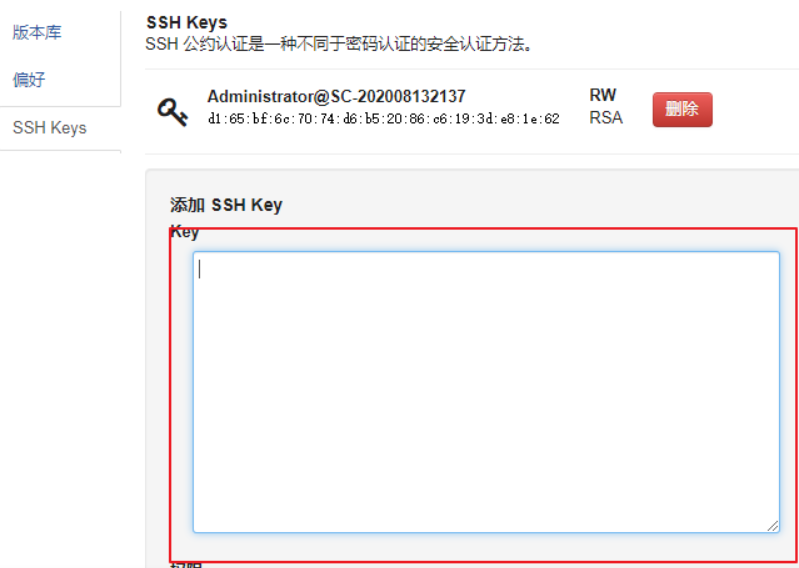 版本库
偏好
SSH Keys
SSH Keys
SSH 公约认证是一种不同于密码认证的安全认证方法。
Administrator@SC-202008132137
RW
d1:65:bf:6c:70:74:d6:b5:20:86:c6:19:3d:e8:1e:62
RSA
删除
添加 SSH Key
Key